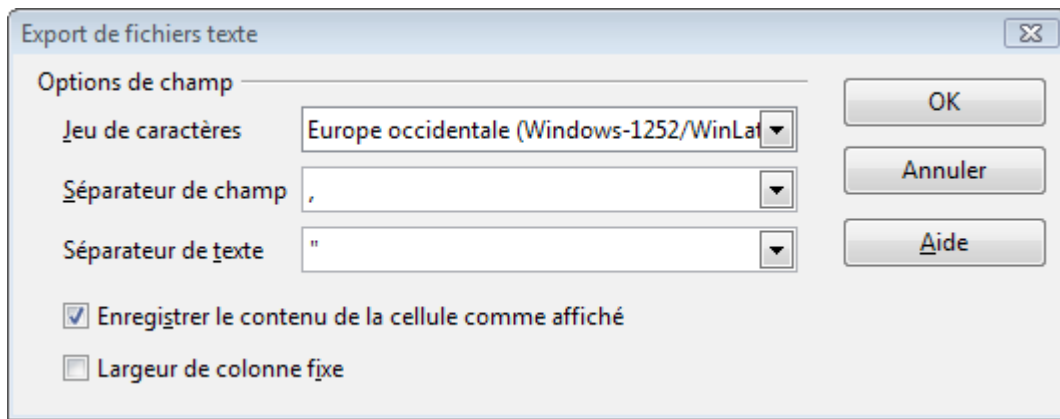 Export de fichiers texte
Options de champ
OK
Jeu de caractères
Europe occidentale (Windows-1252/WinLat
Annuler
Séparateur de champ
,
Séparateur de texte
"
Aide
Enregistrer le contenu de la cellule comme affiché
Largeur de colonne fixe